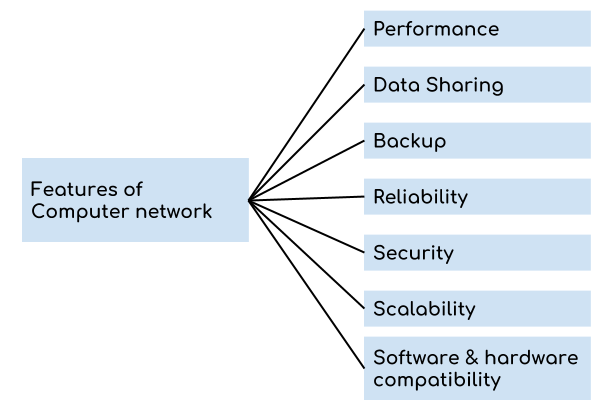 Features of
Computer network
Performance
Data Sharing
Backup
Reliability
Security
Scalability
Software & hardware
compatibility